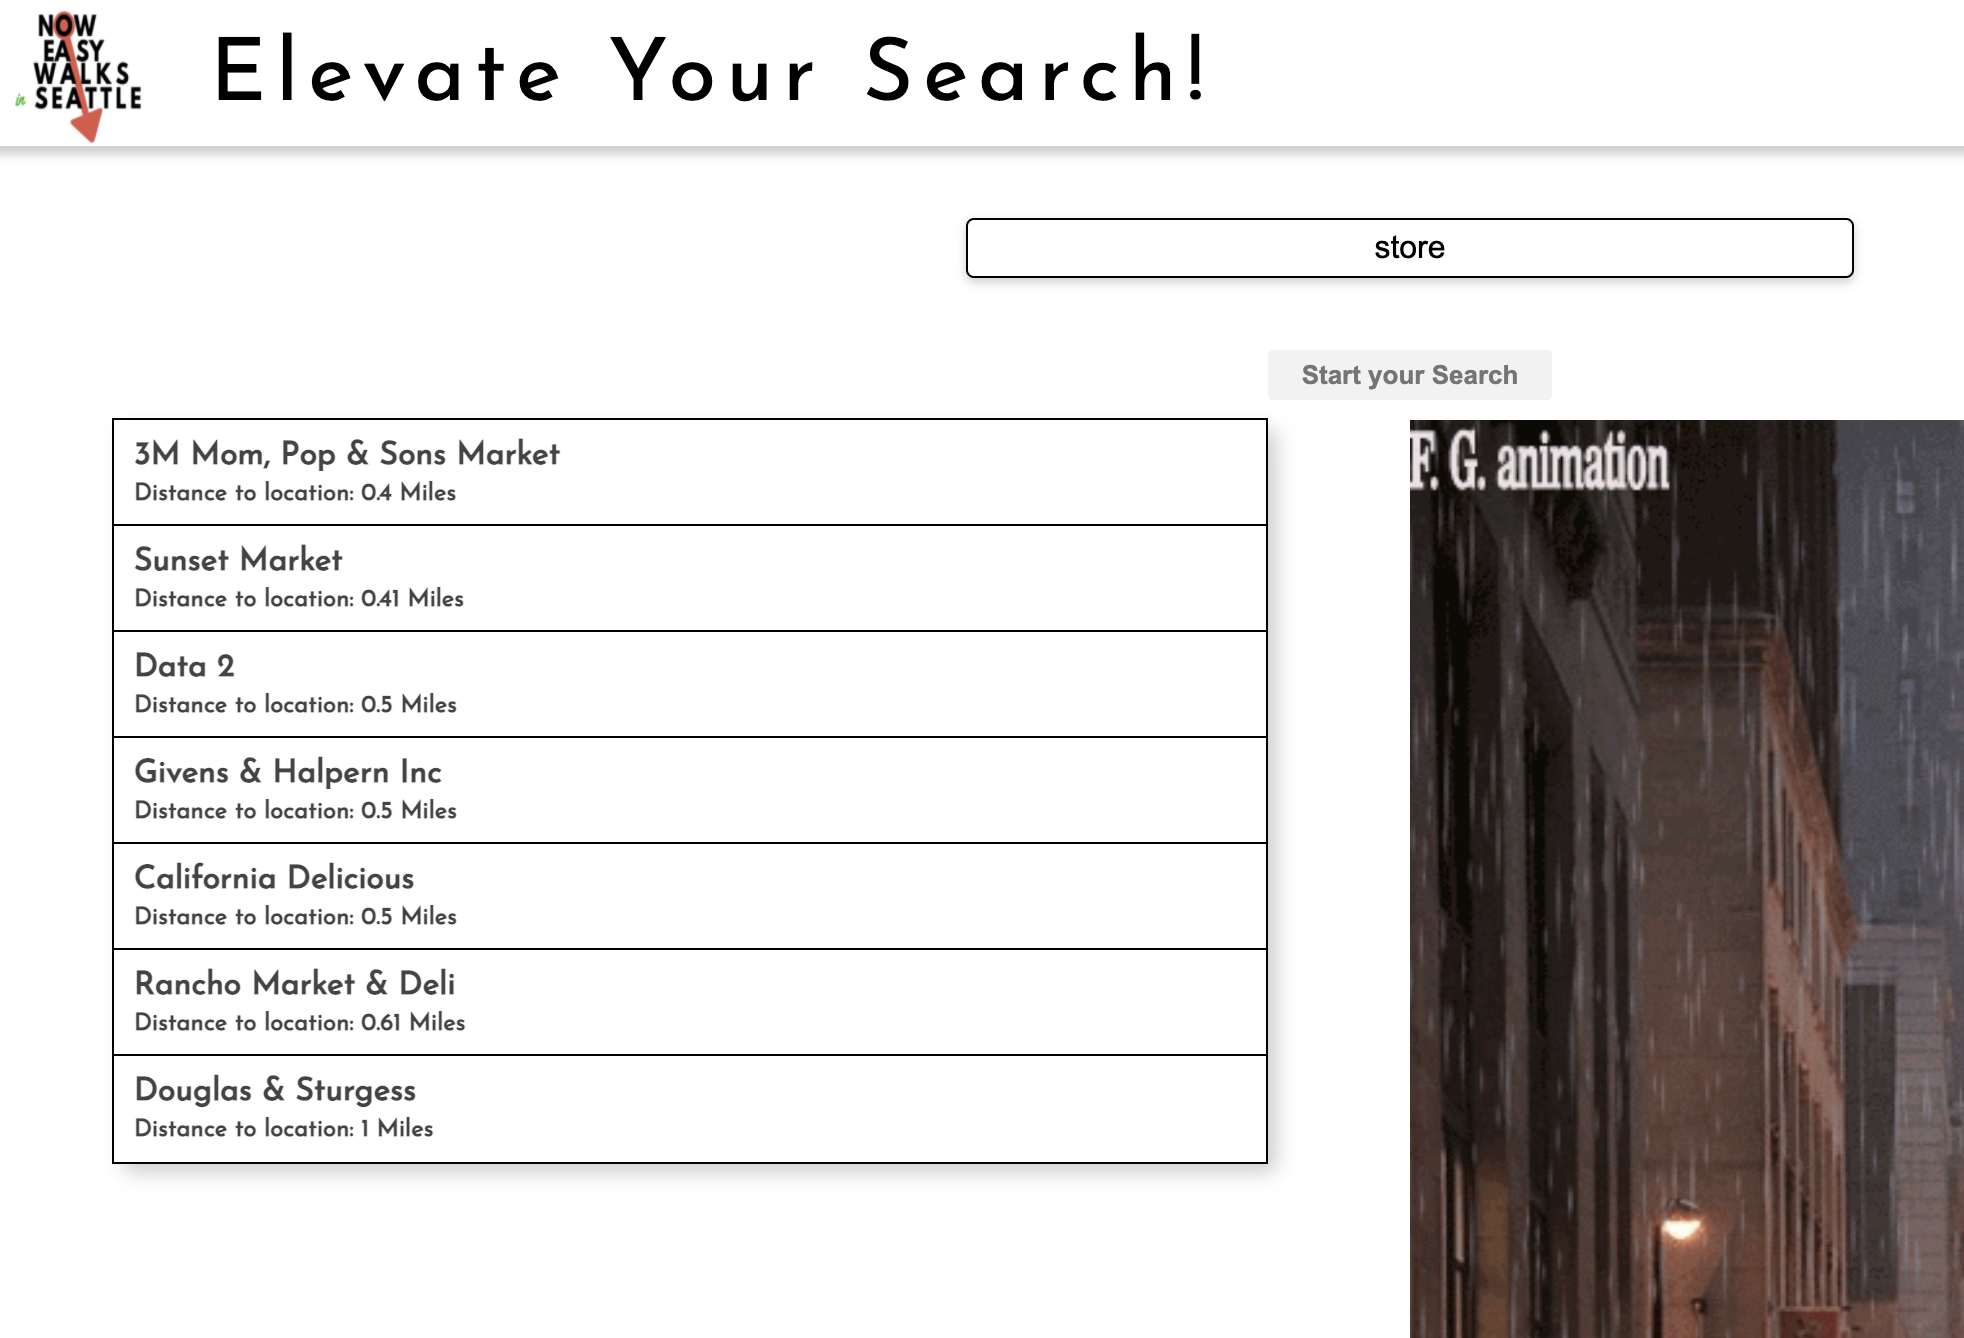 NOW
EASY
WALKS
in SEATTLE
Elevate Your Search!
store
Start your Search
3M Mom, Pop & Sons Market
Distance to location: 0.4 Miles
Sunset Market
Distance to location: 0.41 Miles
Data 2
Distance to location: 0.5 Miles
Givens & Halpern Inc
Distance to location: 0.5 Miles
California Delicious
Distance to location: 0.5 Miles
Rancho Market & Deli
Distance to location: 0.61 Miles
Douglas & Sturgess
Distance to location: 1 Miles
F. G. animation